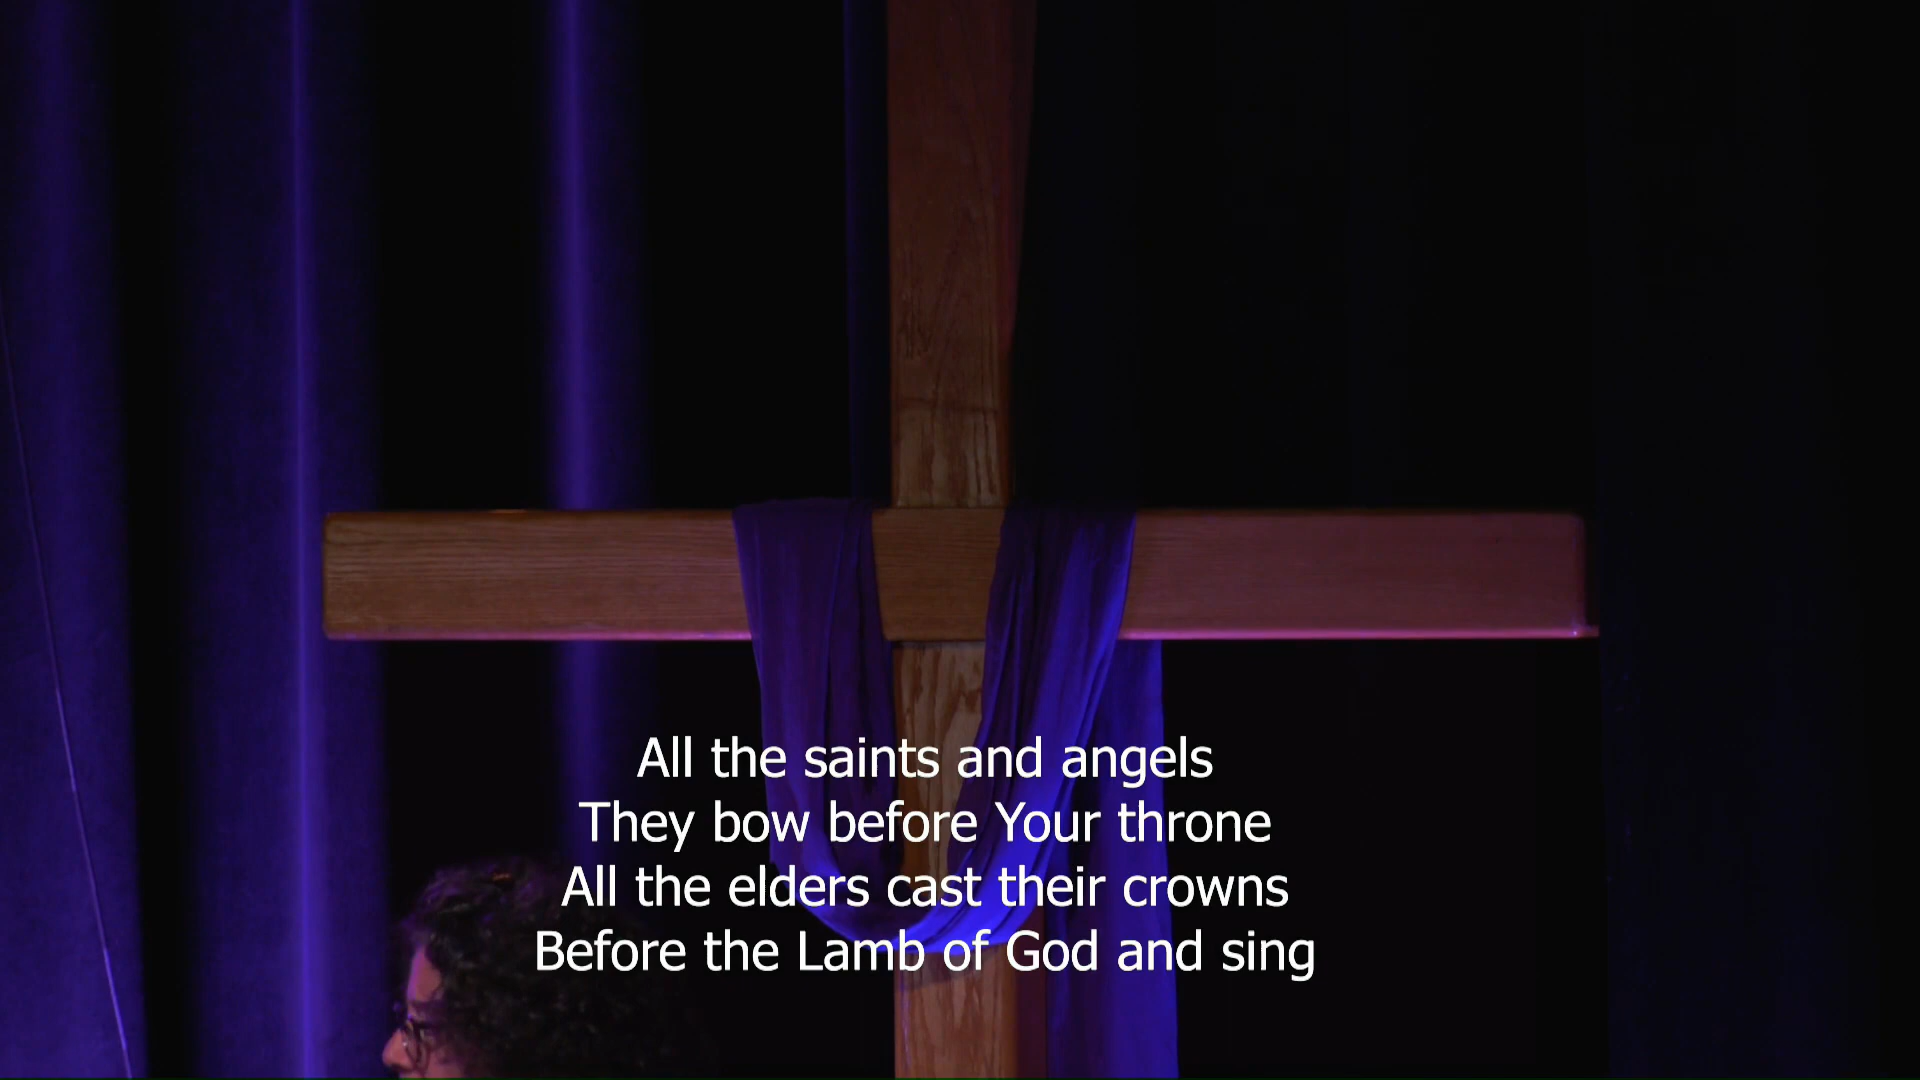 All the saints and angels
They bow before Your throne
All the elders cast their crowns
Before the Lamb of God and sing